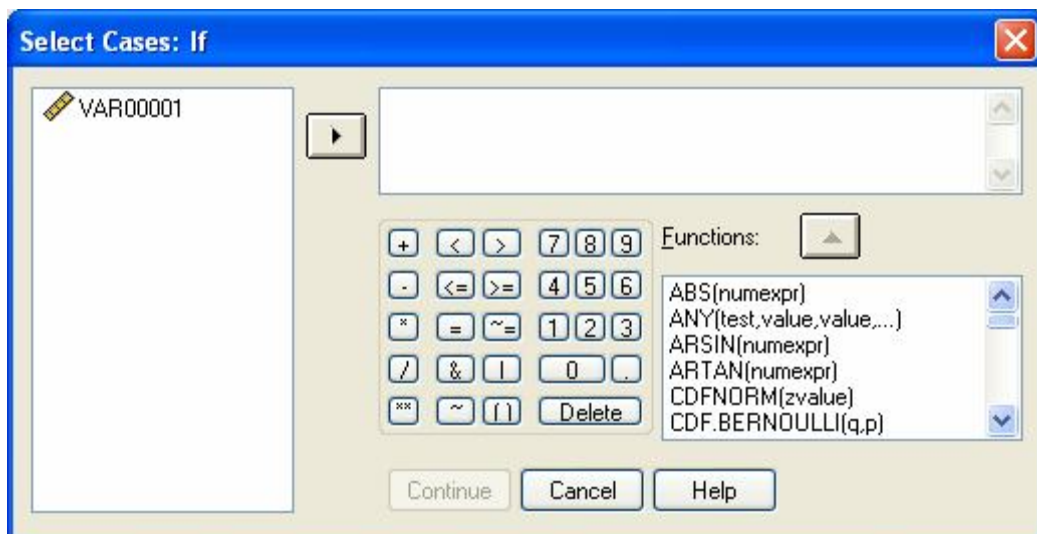 Select Cases: If
VAR00001
+ < > 7 8 9
- <= >= 4 5 6
* = ~= 1 2 3
/ & | 0 .
** ~ () Delete
Functions:
ABS(numexpr)
ANY(test,value,value,...)
ARSIN(numexpr)
ARTAN(numexpr)
CDFNORM(zvalue)
CDF.BERNOULLI(q,p)
Continue Cancel Help